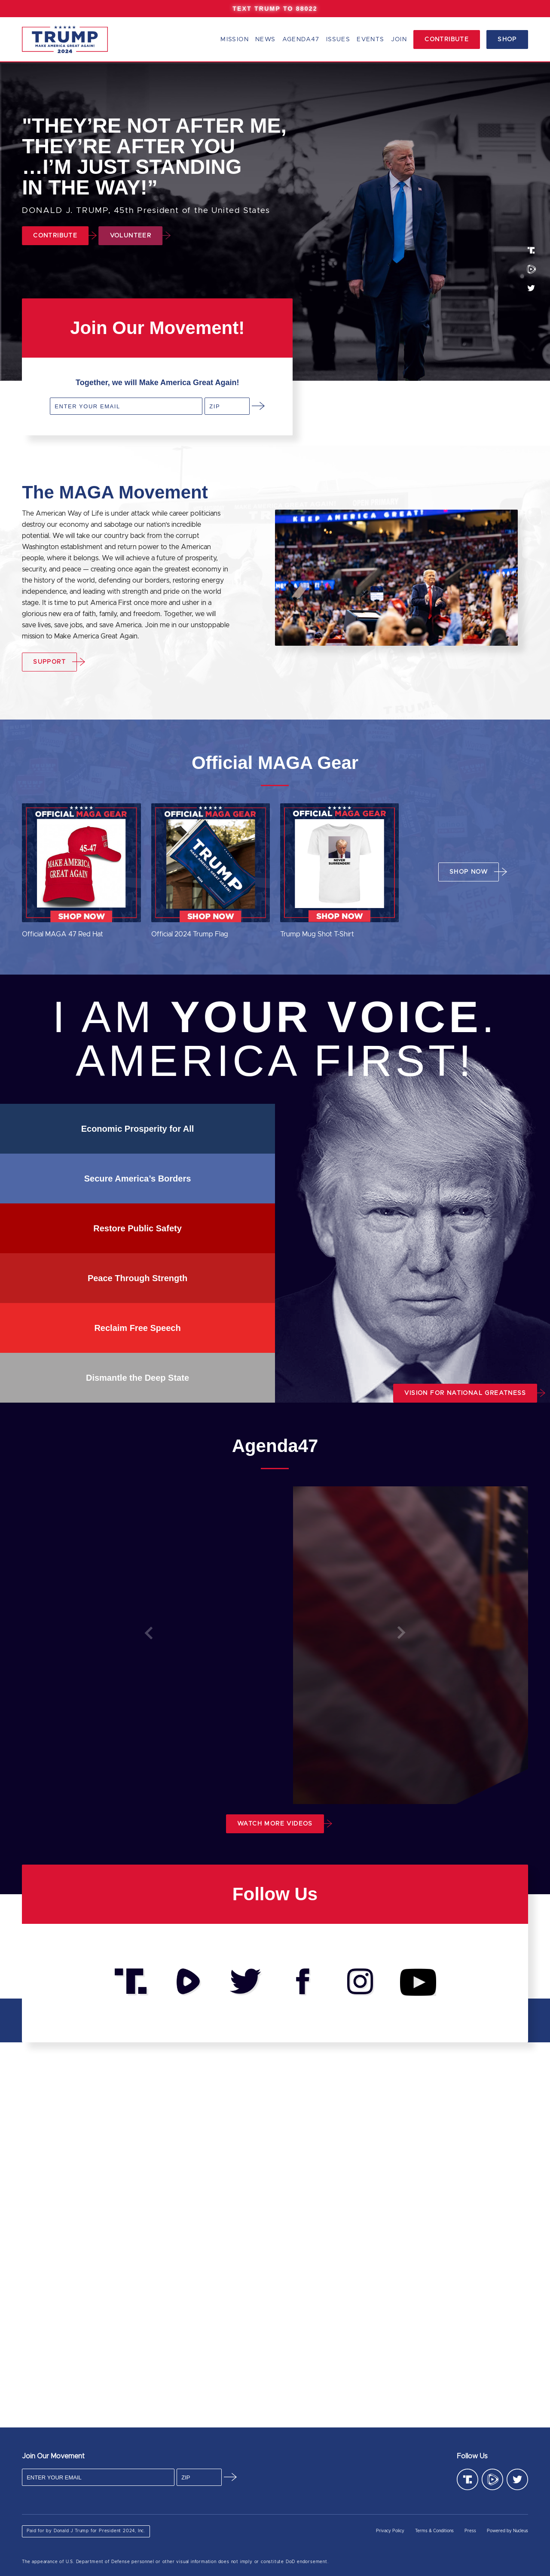 TEXT TRUMP TO 88022
TRUMP
MAKE AMERICA GREAT AGAIN!
2024
MISSION NEWS AGENDA47 ISSUES EVENTS JOIN CONTRIBUTE SHOP
"THEY’RE NOT AFTER ME,
THEY’RE AFTER YOU
…I’M JUST STANDING
IN THE WAY!”
DONALD J. TRUMP, 45th President of the United States
CONTRIBUTE VOLUNTEER
Join Our Movement!
Together, we will Make America Great Again!
ENTER YOUR EMAIL ZIP
The MAGA Movement
The American Way of Life is under attack while career politicians
destroy our economy and sabotage our nation's incredible
potential. We will take our country back from the corrupt
Washington establishment and return power to the American
people, where it belongs. We will achieve a future of prosperity,
security, and peace — creating once again the greatest economy in
the history of the world, defending our borders, restoring energy
independence, and leading with strength and pride on the world
stage. It is time to put America First once more and usher in a
glorious new era of faith, family, and freedom. Together, we will
save lives, save jobs, and save America. Join me in our unstoppable
mission to Make America Great Again.
KEEP AMERICA GREAT!
SUPPORT
TRUMP
Official MAGA Gear
OFFICIAL MAGA GEAR
45-47
MAKE AMERICA
GREAT AGAIN
SHOP NOW
Official MAGA 47 Red Hat
OFFICIAL MAGA GEAR
TRUMP
SHOP NOW
Official 2024 Trump Flag
OFFICIAL MAGA GEAR
NEVER
SURRENDER!
SHOP NOW
Trump Mug Shot T-Shirt
SHOP NOW
I AM YOUR VOICE.
AMERICA FIRST!
Economic Prosperity for All
Secure America’s Borders
Restore Public Safety
Peace Through Strength
Reclaim Free Speech
Dismantle the Deep State
VISION FOR NATIONAL GREATNESS
Agenda47
WATCH MORE VIDEOS
Follow Us
Join Our Movement
ENTER YOUR EMAIL ZIP
Follow Us
Paid for by Donald J Trump for President 2024, Inc.
Privacy Policy Terms & Conditions Press Powered by Nucleus
The appearance of U.S. Department of Defense personnel or other visual information does not imply or constitute DoD endorsement.